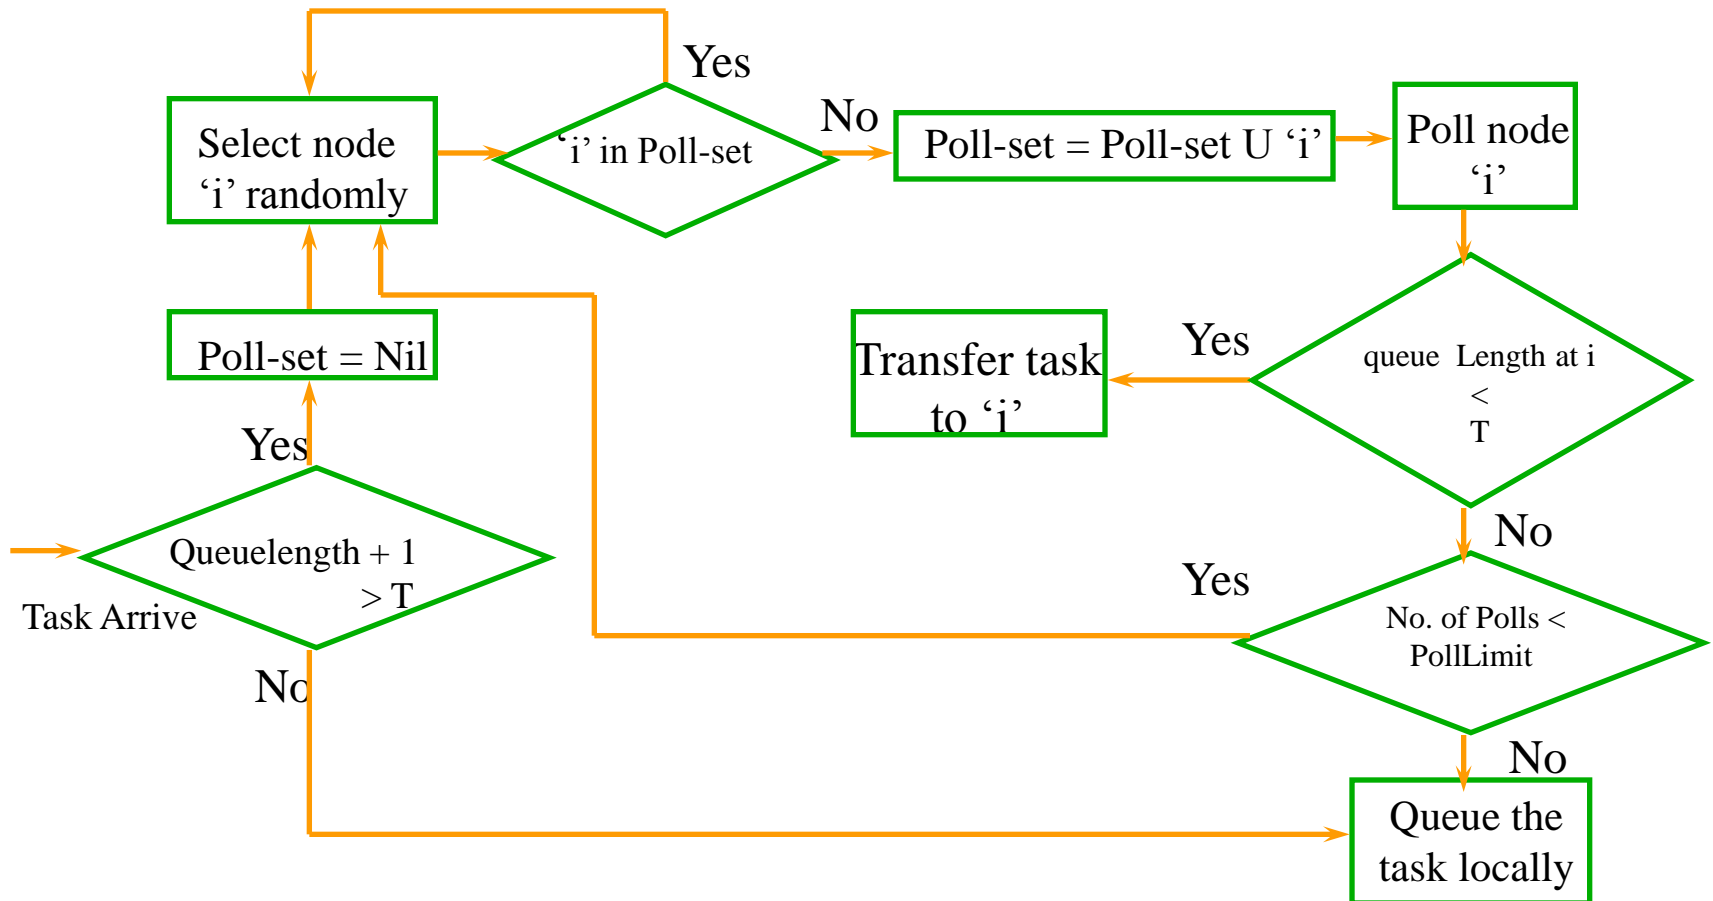 Yes
Select node
‘i’ randomly
‘i’ in Poll-set
No
Poll-set = Poll-set U ‘i’
Poll node
‘i’
Poll-set = Nil
Transfer task
to ‘i’
Yes
queue Length at i
<
T
Yes
Queuelength + 1
> T
Task Arrive
No
No
Yes
No. of Polls <
PollLimit
No
Queue the
task locally